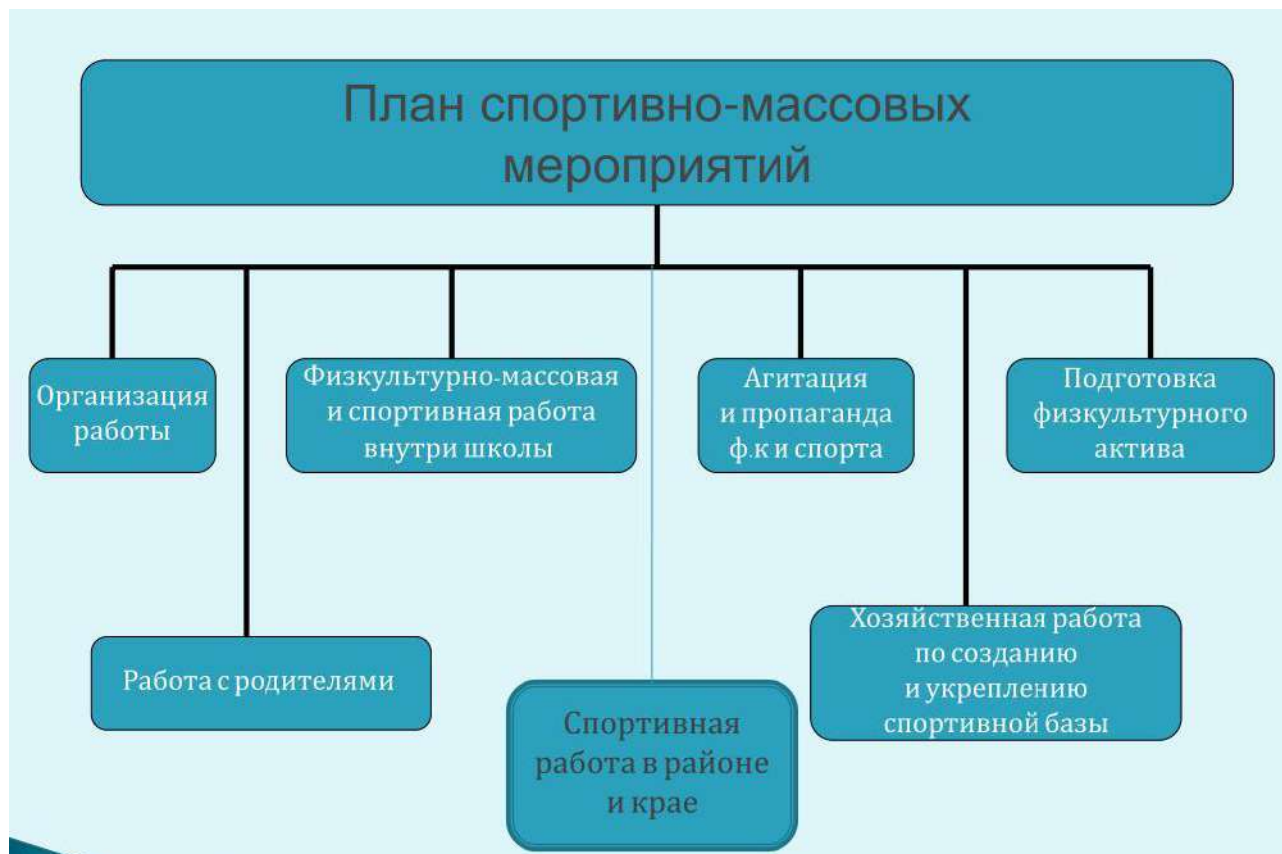 План спортивно-массовых
мероприятий
Организация
работы
Физкультурно-массовая
и спортивная работа
внутри школы
Агитация
и пропаганда
ф.к и спорта
Подготовка
физкультурного
актива
Работа с родителями
Спортивная
работа в районе
и крае
Хозяйственная работа
по созданию
и укреплению
спортивной базы